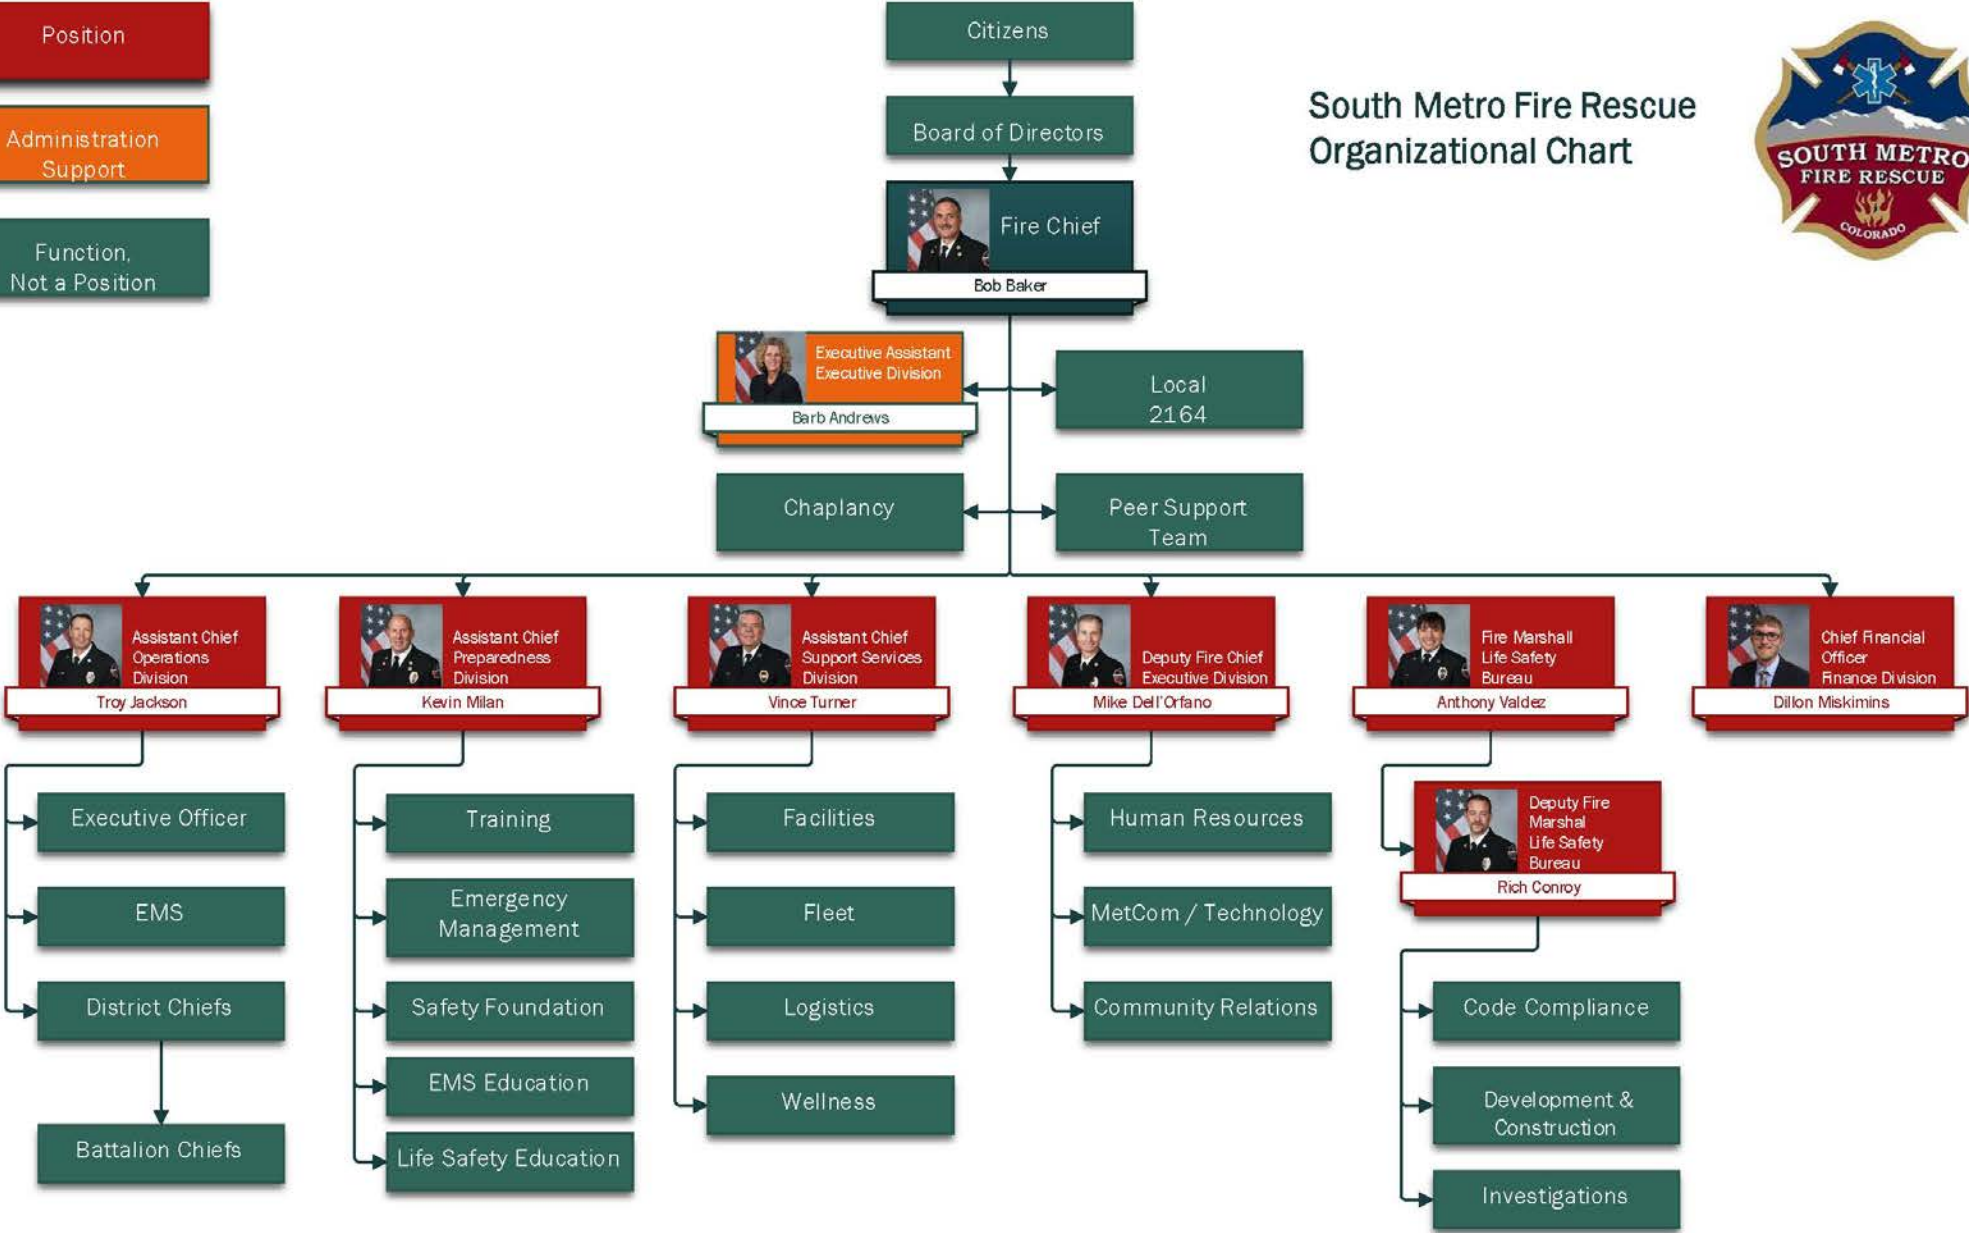 Position
Administration
Support
Function,
Not a Position
Citizens
Board of Directors
Fire Chief
Bob Baker
South Metro Fire Rescue
Organizational Chart
SOUTH METRO
FIRE RESCUE
COLORADO
Executive Assistant
Executive Division
Barb Andrews
Local
2164
Chaplancy
Peer Support
Team
Assistant Chief
Operations
Division
Troy Jackson
Assistant Chief
Preparedness
Division
Kevin Milan
Assistant Chief
Support Services
Division
Vince Turner
Deputy Fire Chief
Executive Division
Mike Dell'Orfano
Fire Marshall
Life Safety
Bureau
Anthony Valdez
Chief Financial
Officer
Finance Division
Dillon Miskimins
Executive Officer
EMS
District Chiefs
Battalion Chiefs
Training
Emergency
Management
Safety Foundation
EMS Education
Life Safety Education
Facilities
Fleet
Logistics
Wellness
Human Resources
MetCom / Technology
Community Relations
Deputy Fire
Marshal
Life Safety
Bureau
Rich Conroy
Code Compliance
Development &
Construction
Investigations